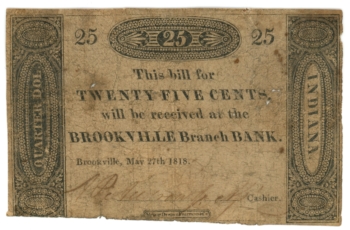 25 25 25
QUARTER DOL.
This bill for
TWENTY FIVE CENTS,
will be received at the
BROOKVILLE Branch BANK.
Brookville, May 27th 1818.
Cashier.
INDIANA.